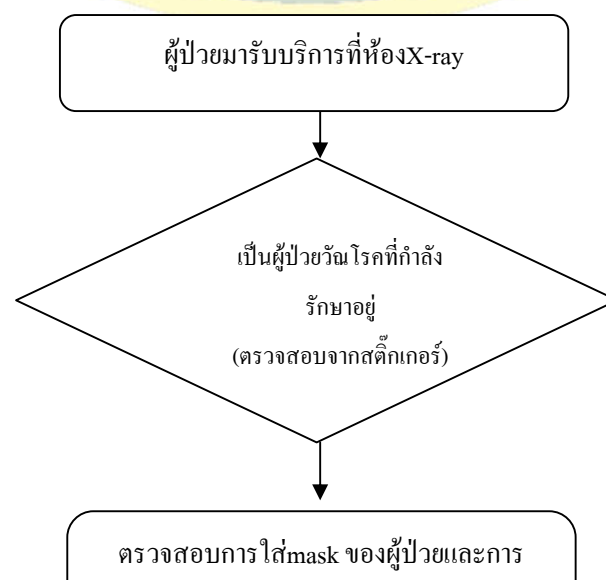 ผู้ป่วยมารับบริการที่ห้องX-ray
เป็นผู้ป่วยวัณโรคที่กำลัง
รักษาอยู่
(ตรวจสอบจากสติ๊กเกอร์)
ตรวจสอบการใส่mask ของผู้ป่วยและการ